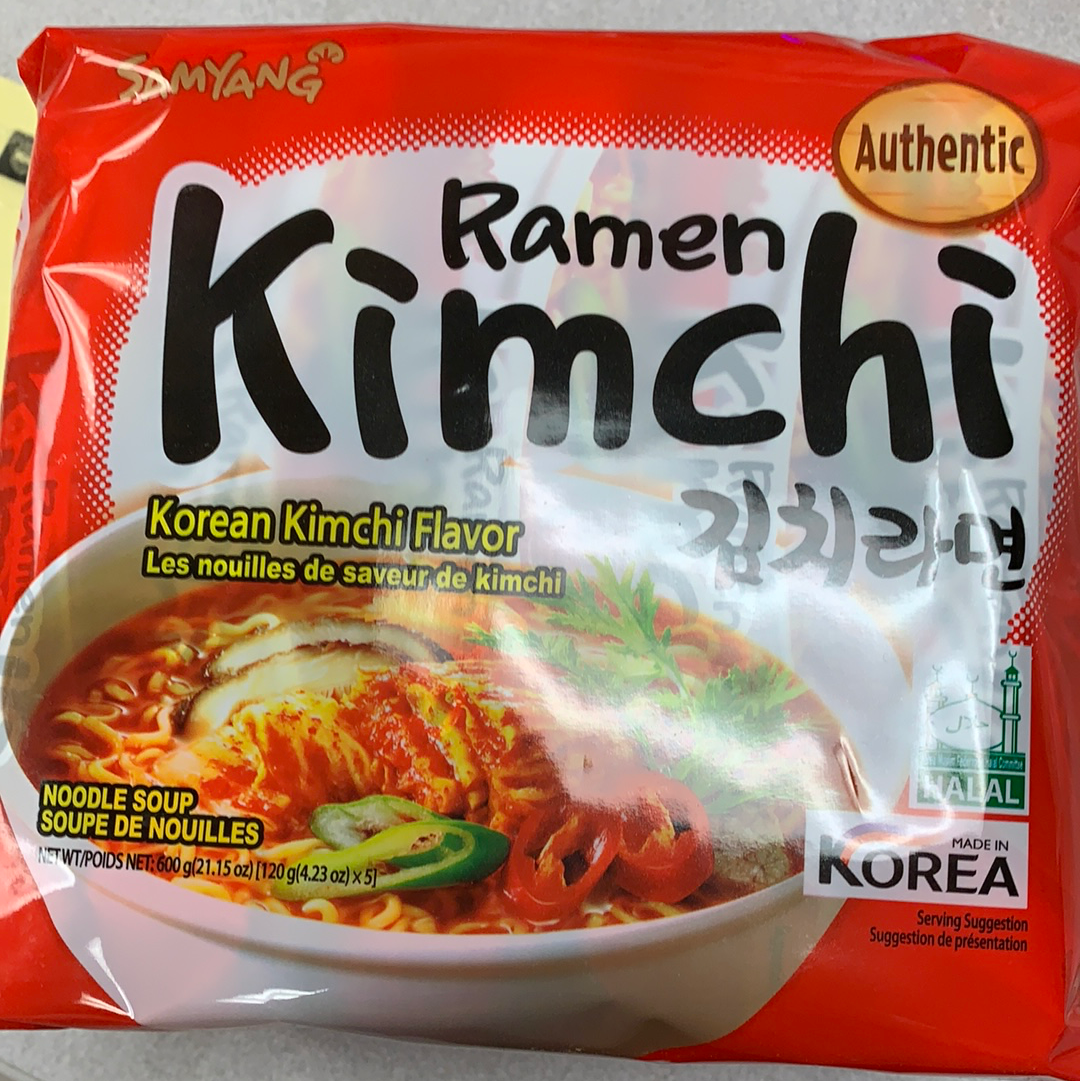 SAMYANG
Authentic
Ramen
Kimchi
김치라면
Korean Kimchi Flavor
Les nouilles de saveur de kimchi
HALAL
NOODLE SOUP
SOUPE DE NOUILLES
NET WT/POIDS NET: 600 g(21.15 oz) [120 g(4.23 oz) x 5]
MADE IN
KOREA
Serving Suggestion
Suggestion de présentation